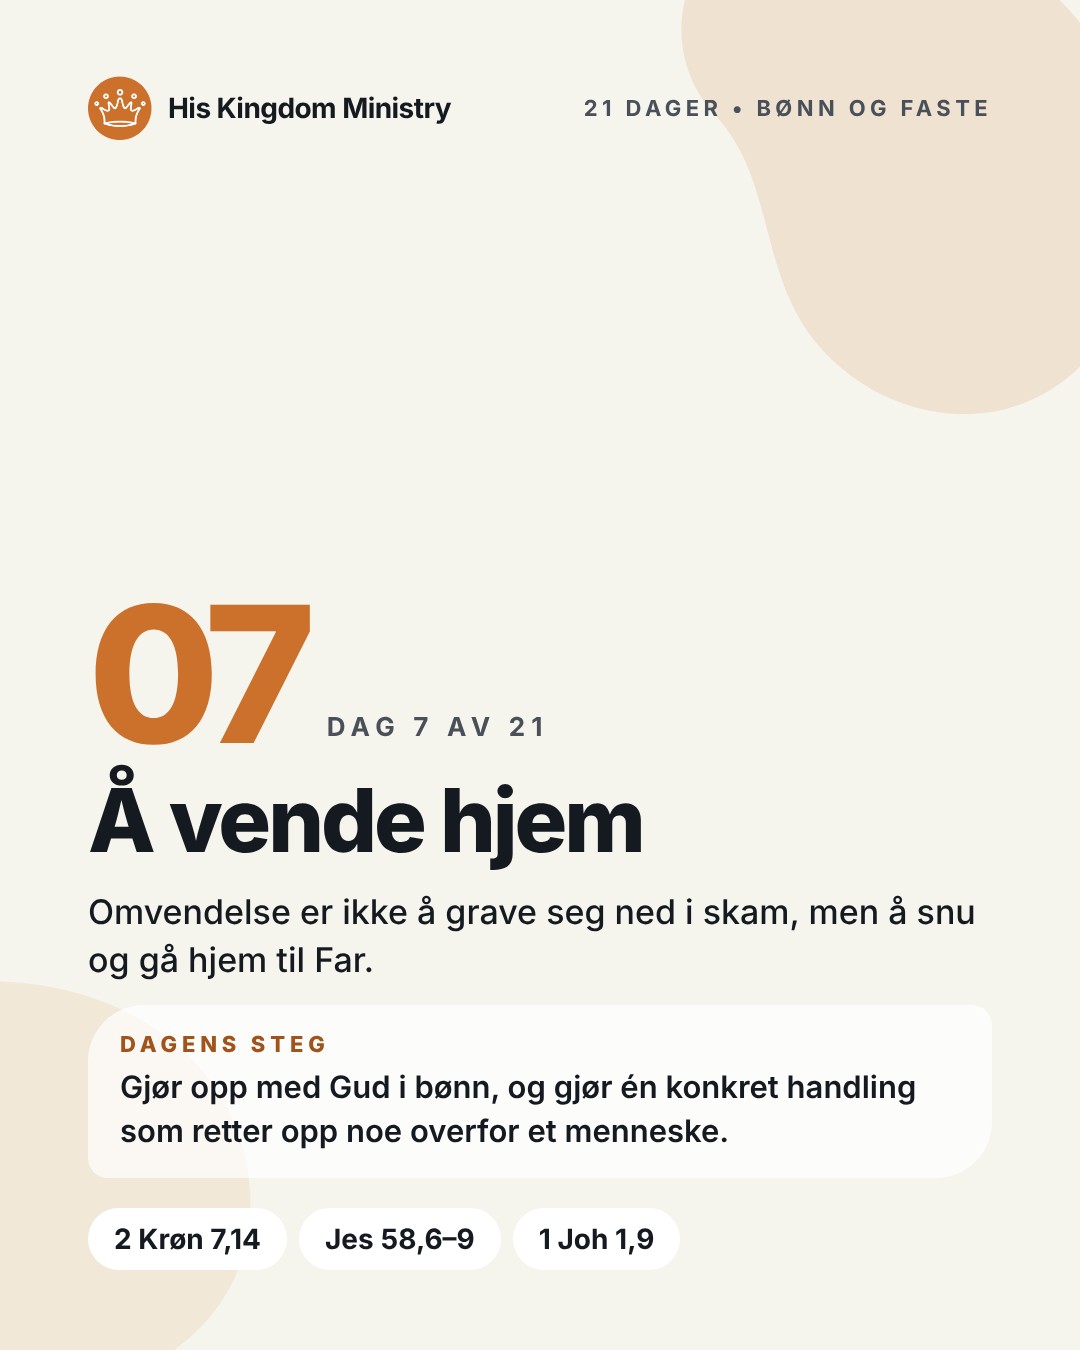 His Kingdom Ministry
21 DAGER • BØNN OG FASTE
07
DAG 7 AV 21
Å vende hjem
Omvendelse er ikke å grave seg ned i skam, men å snu
og gå hjem til Far.
DAGENS STEG
Gjør opp med Gud i bønn, og gjør én konkret handling
som retter opp noe overfor et menneske.
2 Krøn 7,14
Jes 58,6–9
1 Joh 1,9